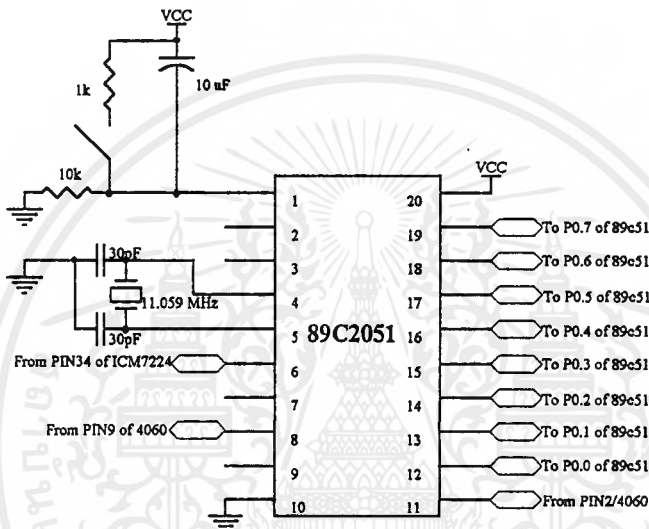 VCC
1k
10 uF
10k
1
20
VCC
2
19
To P0.7 of 89c51
30pF
3
18
To P0.6 of 89c51
11.059 MHz
4
17
To P0.5 of 89c51
89C2051
30pF
5
16
To P0.4 of 89c51
From PIN34 of ICM7224
6
15
To P0.3 of 89c51
7
14
To P0.2 of 89c51
From PIN9 of 4060
8
13
To P0.1 of 89c51
9
12
To P0.0 of 89c51
10
11
From PIN2/4060